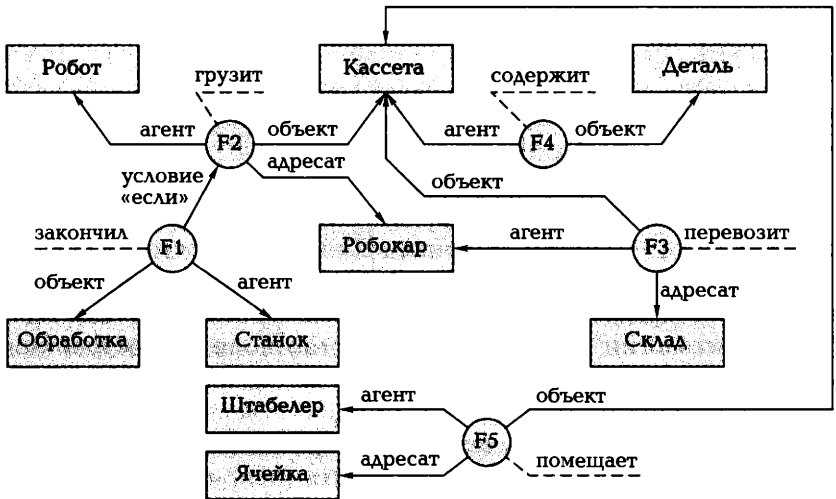 Робот
грузит
Кассета
содержит
Деталь
агент
F2
объект
адресат
агент
F4
объект
условие
«если»
объект
закончил
F1
Робокар
агент
F3
перевозит
объект
агент
адресат
Обработка
Станок
Склад
Штабелер
агент
F5
объект
Ячейка
адресат
помещает